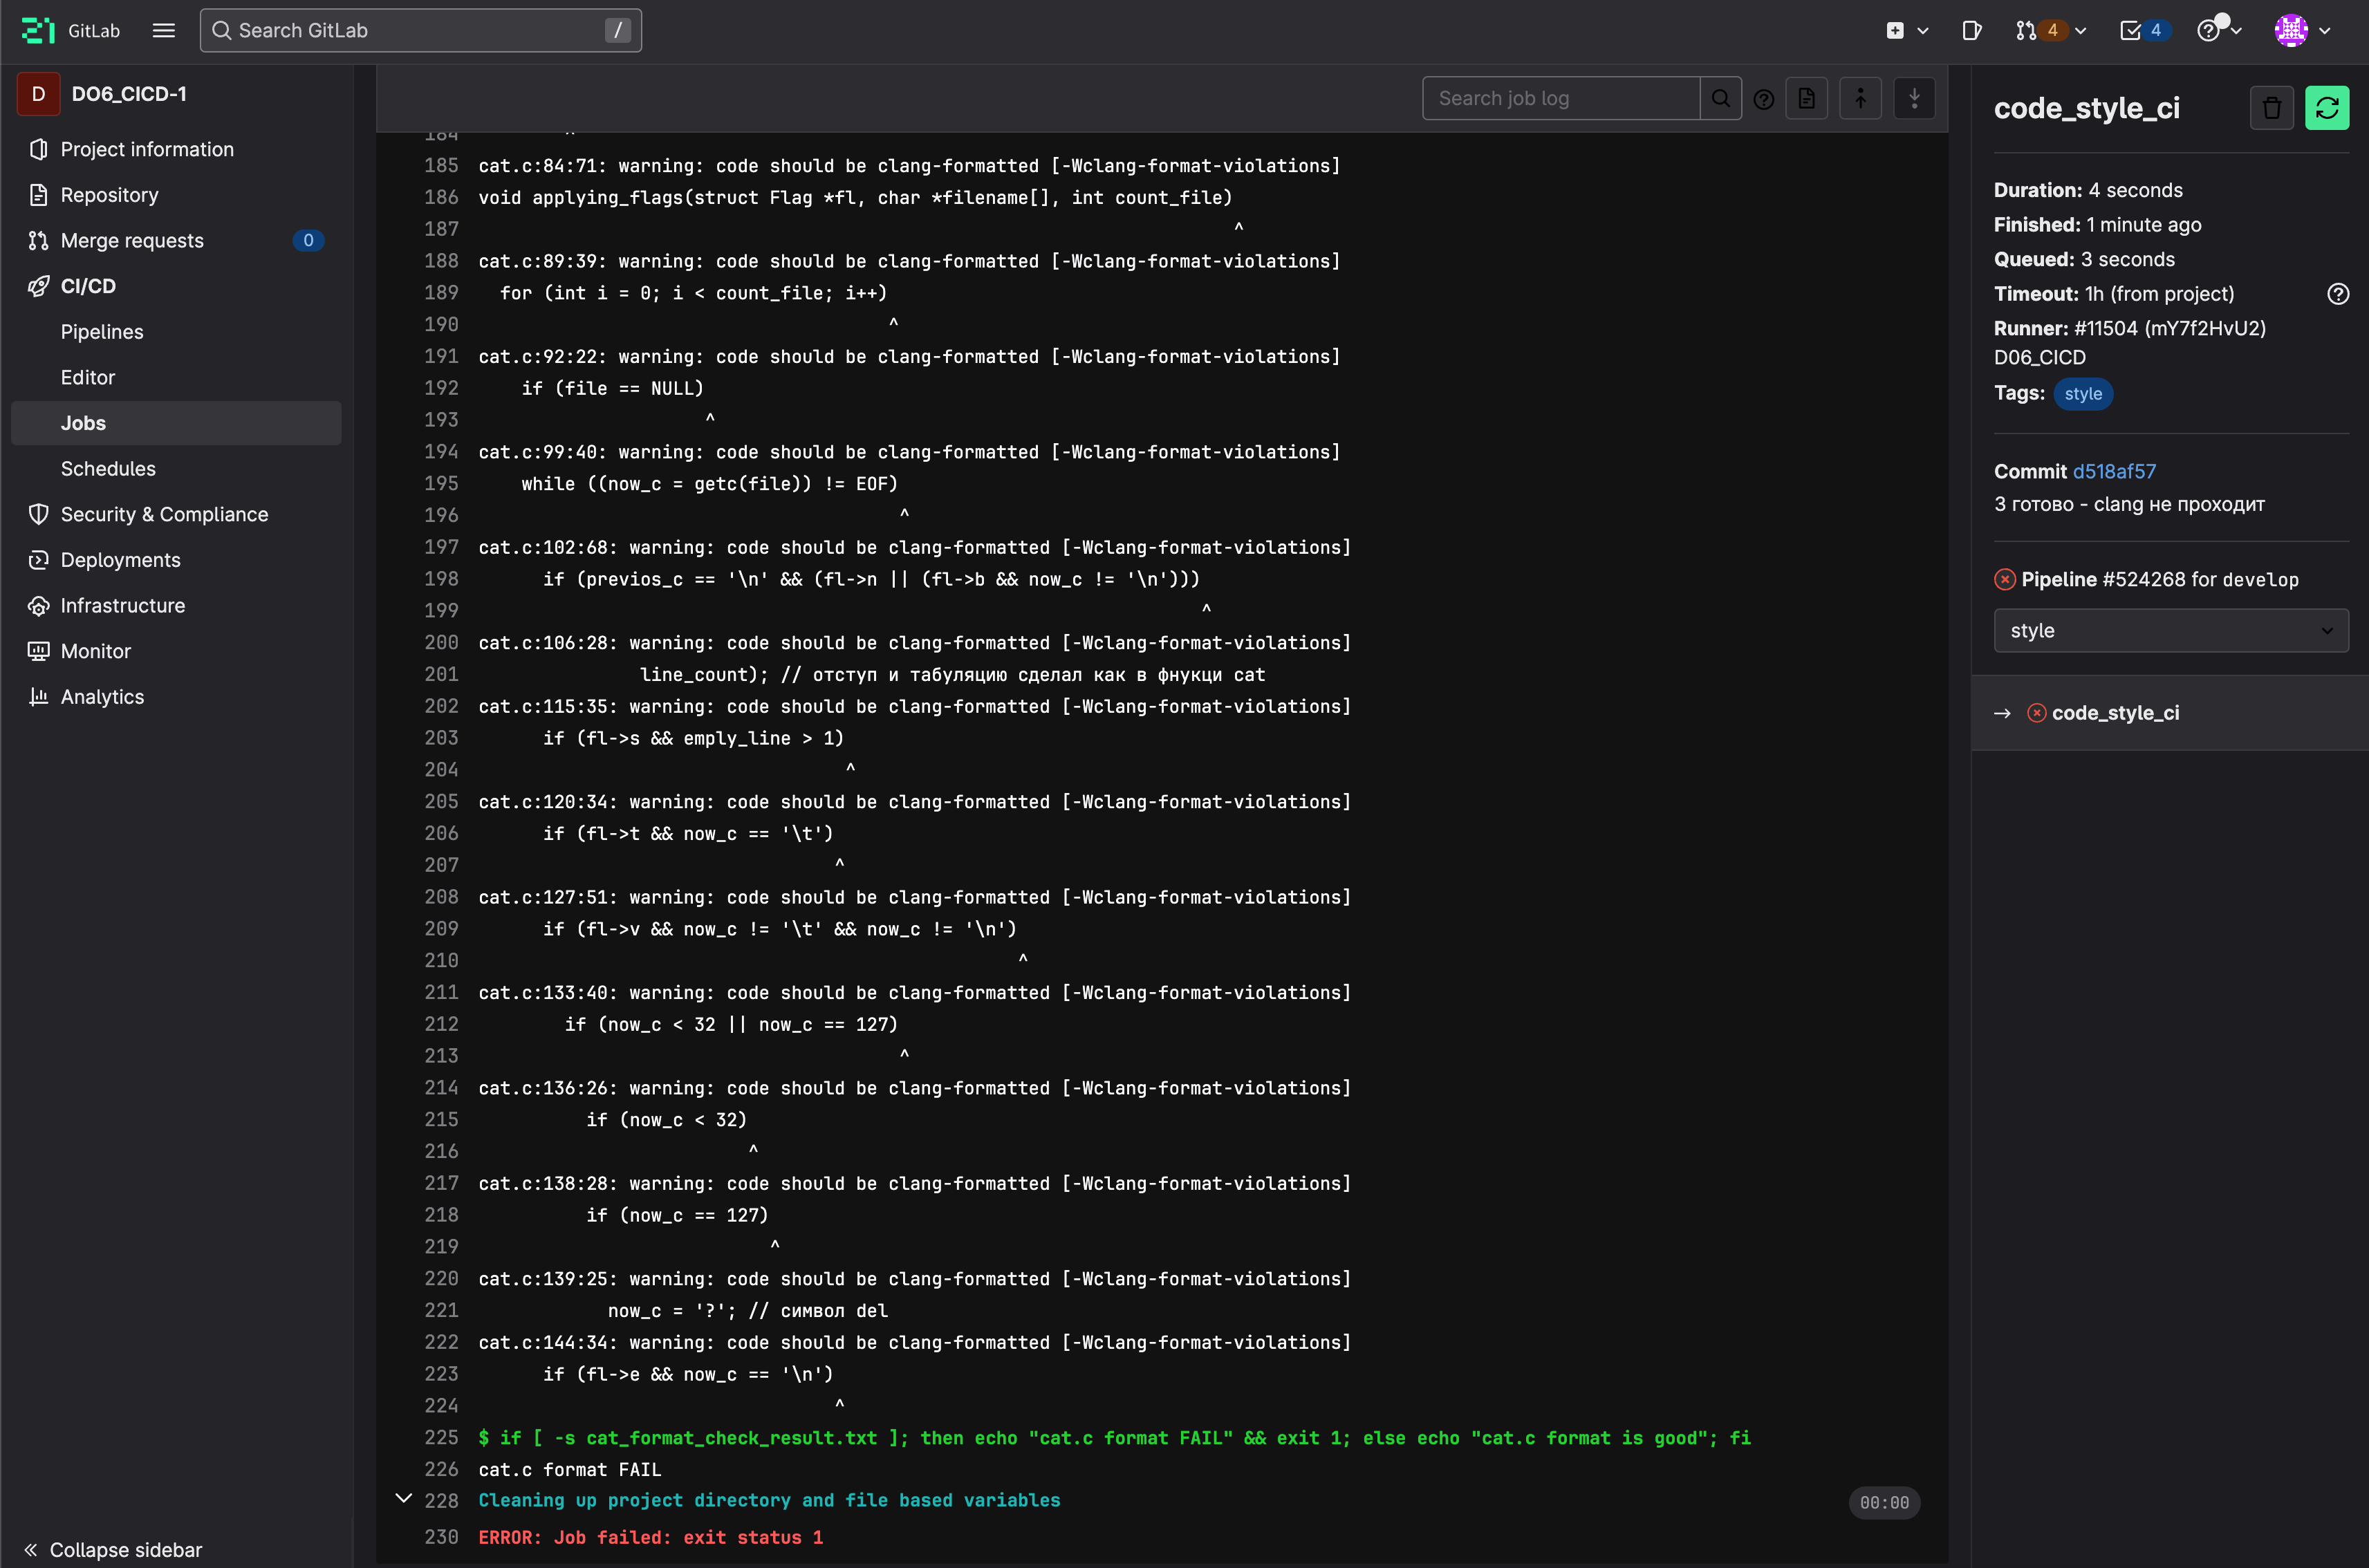 GitLab
Search GitLab
/
4
4
D
DO6_CICD-1
Project information
Repository
Merge requests
0
CI/CD
Pipelines
Editor
Jobs
Schedules
Security & Compliance
Deployments
Infrastructure
Monitor
Analytics
Collapse sidebar
Search job log
184 ^
185 cat.c:84:71: warning: code should be clang-formatted [-Wclang-format-violations]
186 void applying_flags(struct Flag *fl, char *filename[], int count_file)
187 ^
188 cat.c:89:39: warning: code should be clang-formatted [-Wclang-format-violations]
189 for (int i = 0; i < count_file; i++)
190 ^
191 cat.c:92:22: warning: code should be clang-formatted [-Wclang-format-violations]
192 if (file == NULL)
193 ^
194 cat.c:99:40: warning: code should be clang-formatted [-Wclang-format-violations]
195 while ((now_c = getc(file)) != EOF)
196 ^
197 cat.c:102:68: warning: code should be clang-formatted [-Wclang-format-violations]
198 if (previos_c == '\n' && (fl->n || (fl->b && now_c != '\n')))
199 ^
200 cat.c:106:28: warning: code should be clang-formatted [-Wclang-format-violations]
201 line_count); // отступ и табуляцию сделал как в фнукци cat
202 cat.c:115:35: warning: code should be clang-formatted [-Wclang-format-violations]
203 if (fl->s && emply_line > 1)
204 ^
205 cat.c:120:34: warning: code should be clang-formatted [-Wclang-format-violations]
206 if (fl->t && now_c == '\t')
207 ^
208 cat.c:127:51: warning: code should be clang-formatted [-Wclang-format-violations]
209 if (fl->v && now_c != '\t' && now_c != '\n')
210 ^
211 cat.c:133:40: warning: code should be clang-formatted [-Wclang-format-violations]
212 if (now_c < 32 || now_c == 127)
213 ^
214 cat.c:136:26: warning: code should be clang-formatted [-Wclang-format-violations]
215 if (now_c < 32)
216 ^
217 cat.c:138:28: warning: code should be clang-formatted [-Wclang-format-violations]
218 if (now_c == 127)
219 ^
220 cat.c:139:25: warning: code should be clang-formatted [-Wclang-format-violations]
221 now_c = '?'; // символ del
222 cat.c:144:34: warning: code should be clang-formatted [-Wclang-format-violations]
223 if (fl->e && now_c == '\n')
224 ^
225 $ if [ -s cat_format_check_result.txt ]; then echo "cat.c format FAIL" && exit 1; else echo "cat.c format is good"; fi
226 cat.c format FAIL
228 Cleaning up project directory and file based variables
00:00
230 ERROR: Job failed: exit status 1
code_style_ci
Duration: 4 seconds
Finished: 1 minute ago
Queued: 3 seconds
Timeout: 1h (from project)
Runner: #11504 (mY7f2HvU2)
D06_CICD
Tags: style
Commit d518af57
3 готово - clang не проходит
Pipeline #524268 for develop
style
→ code_style_ci